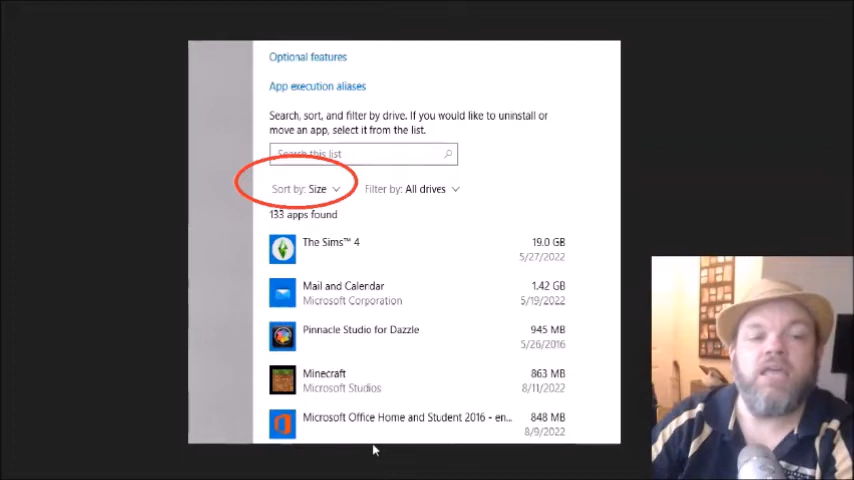 Optional features
App execution aliases
Search, sort, and filter by drive. If you would like to uninstall or
move an app, select it from the list.
Search this list
Sort by: Size Filter by: All drives
133 apps found
The Sims™ 4 19.0 GB
5/27/2022
Mail and Calendar 1.42 GB
Microsoft Corporation 5/19/2022
Pinnacle Studio for Dazzle 945 MB
5/26/2016
Minecraft 863 MB
Microsoft Studios 8/11/2022
Microsoft Office Home and Student 2016 - en... 848 MB
8/9/2022